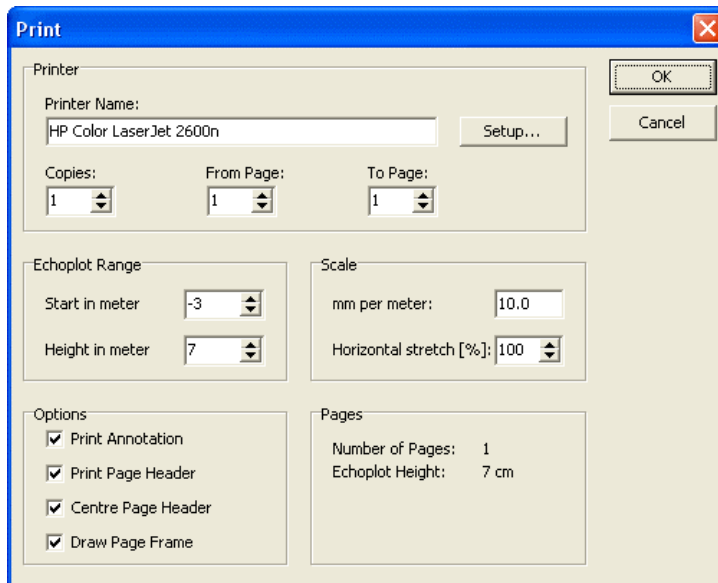 Print
Printer
OK
Printer Name:
HP Color LaserJet 2600n
Setup...
Cancel
Copies:
From Page:
To Page:
1
1
1
Echoplot Range
Start in meter
-3
Height in meter
7
Scale
mm per meter:
10.0
Horizontal stretch [%]:
100
Options
Print Annotation
Print Page Header
Centre Page Header
Draw Page Frame
Pages
Number of Pages: 1
Echoplot Height: 7 cm